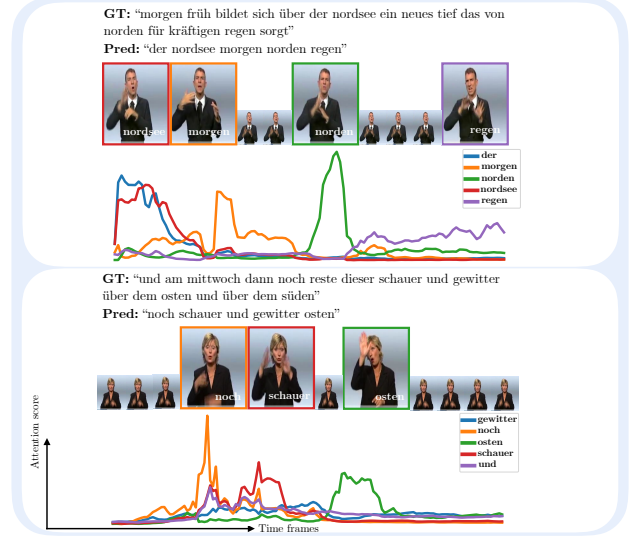 GT: “morgen früh bildet sich über der nordsee ein neues tief das von
norden für kräftigen regen sorgt”
Pred: “der nordsee morgen norden regen”
nordsee morgen norden regen
der
morgen
norden
nordsee
regen
GT: “und am mittwoch dann noch reste dieser schauer und gewitter
über dem osten und über dem süden”
Pred: “noch schauer und gewitter osten”
noch schauer osten
gewitter
noch
osten
schauer
und
Attention score
Time frames